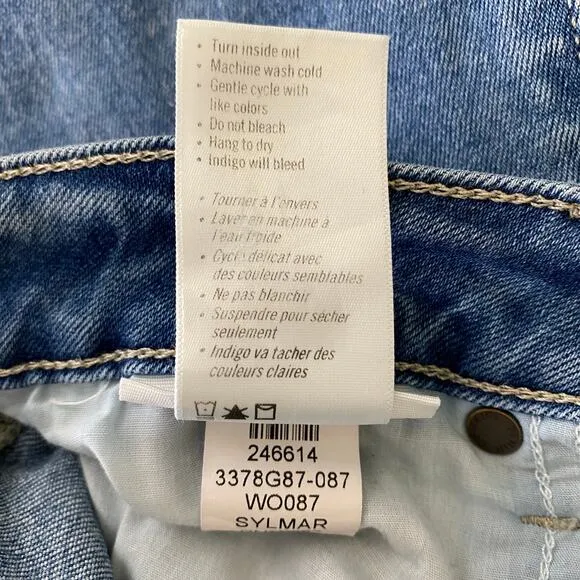 • Turn inside out
• Machine wash cold
• Gentle cycle with
like colors
• Do not bleach
• Hang to dry
• Indigo will bleed
• Tourner à l'envers
• Laver en machine à
l'eau froide
• Cycle délicat avec
des couleurs semblables
• Ne pas blanchir
• Suspendre pour sécher
seulement
• Indigo va tacher des
couleurs claires
246614
3378G87-087
WO087
SYLMAR